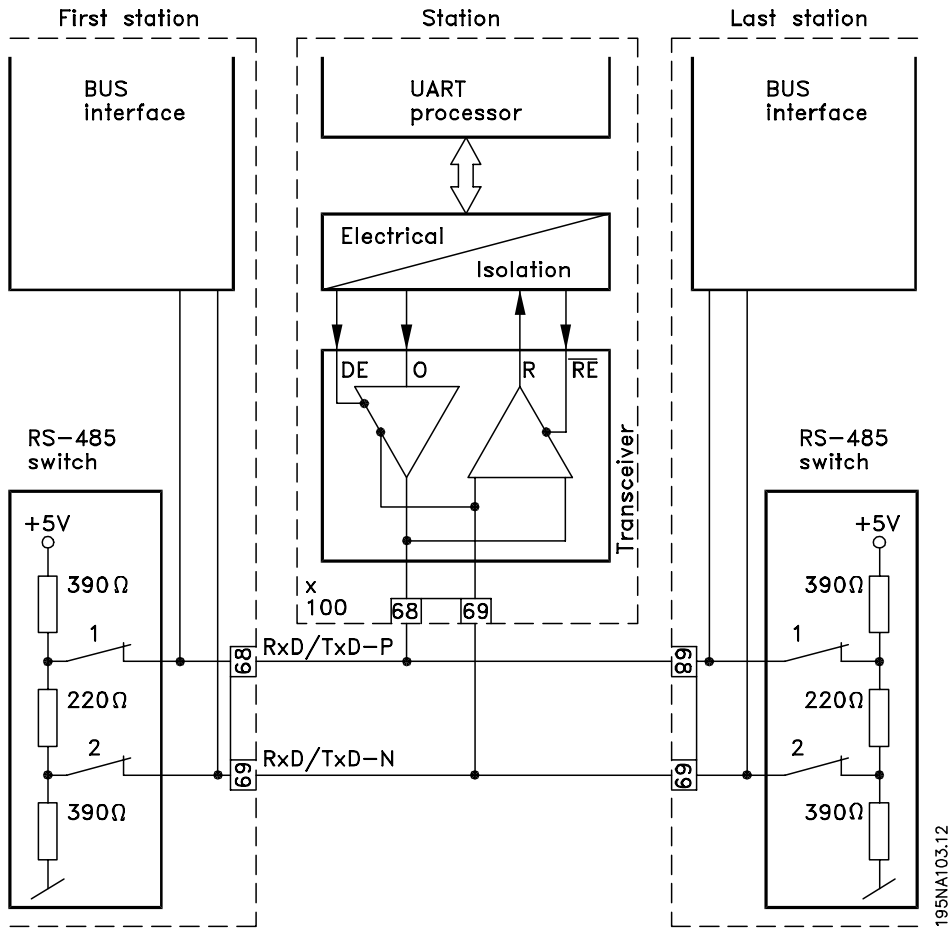 First station
Station
Last station
BUS
interface
UART
processor
BUS
interface
Electrical
Isolation
DE
O
R
RE
Transceiver
RS-485
switch
RS-485
switch
+5V
390Ω
1
220Ω
2
390Ω
x
100
68
69
68
RxD/TxD-P
69
RxD/TxD-N
68
69
+5V
390Ω
1
220Ω
2
390Ω
195NA103.12